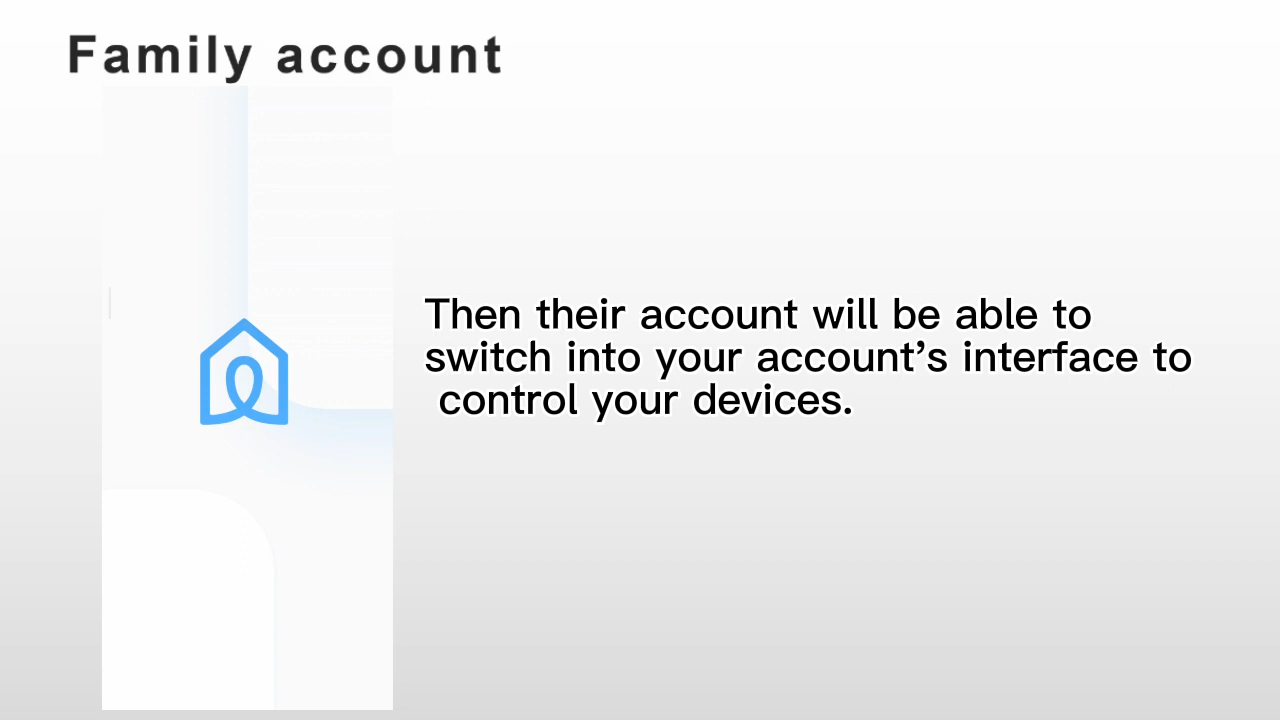 Family account
Then their account will be able to
switch into your account’s interface to
control your devices.